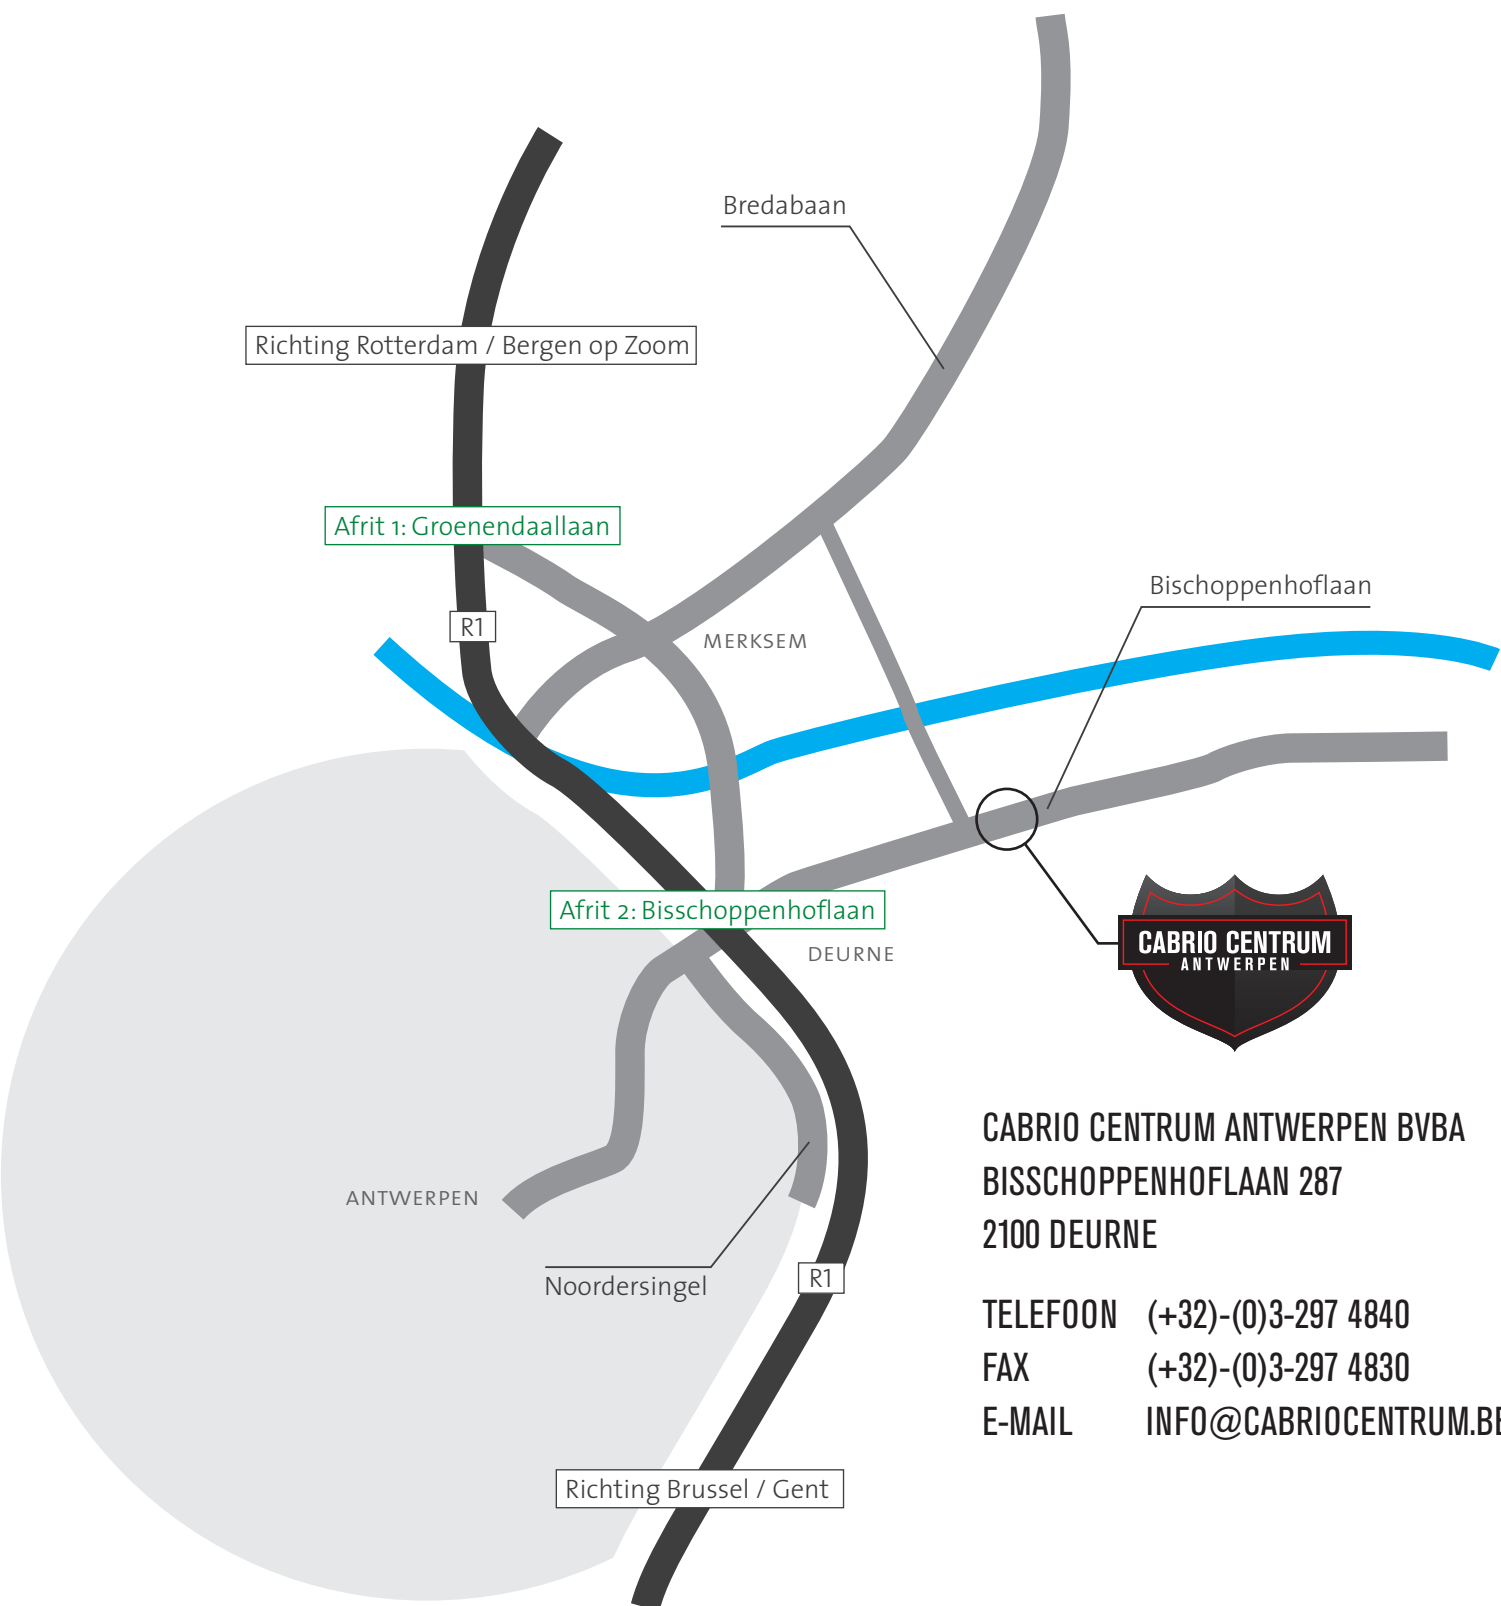 Bredabaan
Richting Rotterdam / Bergen op Zoom
Afrit 1: Groenendaallaan
Bischoppenhoflaan
R1
MERKSEM
Afrit 2: Bisschoppenhoflaan
DEURNE
CABRIO CENTRUM
ANTWERPEN
CABRIO CENTRUM ANTWERPEN BVBA
BISSCHOPPENHOFLAAN 287
2100 DEURNE
ANTWERPEN
Noordersingel
R1
TELEFOON (+32)-(0)3-297 4840
FAX (+32)-(0)3-297 4830
E-MAIL INFO@CABRIOCENTRUM.BE
Richting Brussel / Gent